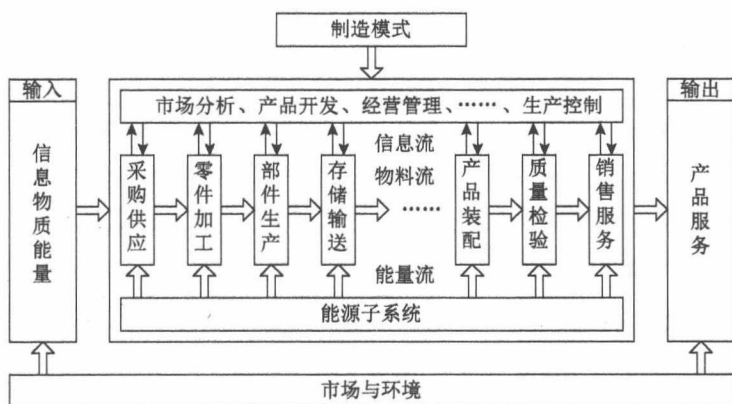 制造模式
输入
输出
市场分析、产品开发、经营管理、……、生产控制
信息物质能量
信息流
采购供应
零件加工
部件生产
存储输送
物料流
……
产品装配
质量检验
销售服务
产品服务
能量流
能源子系统
市场与环境